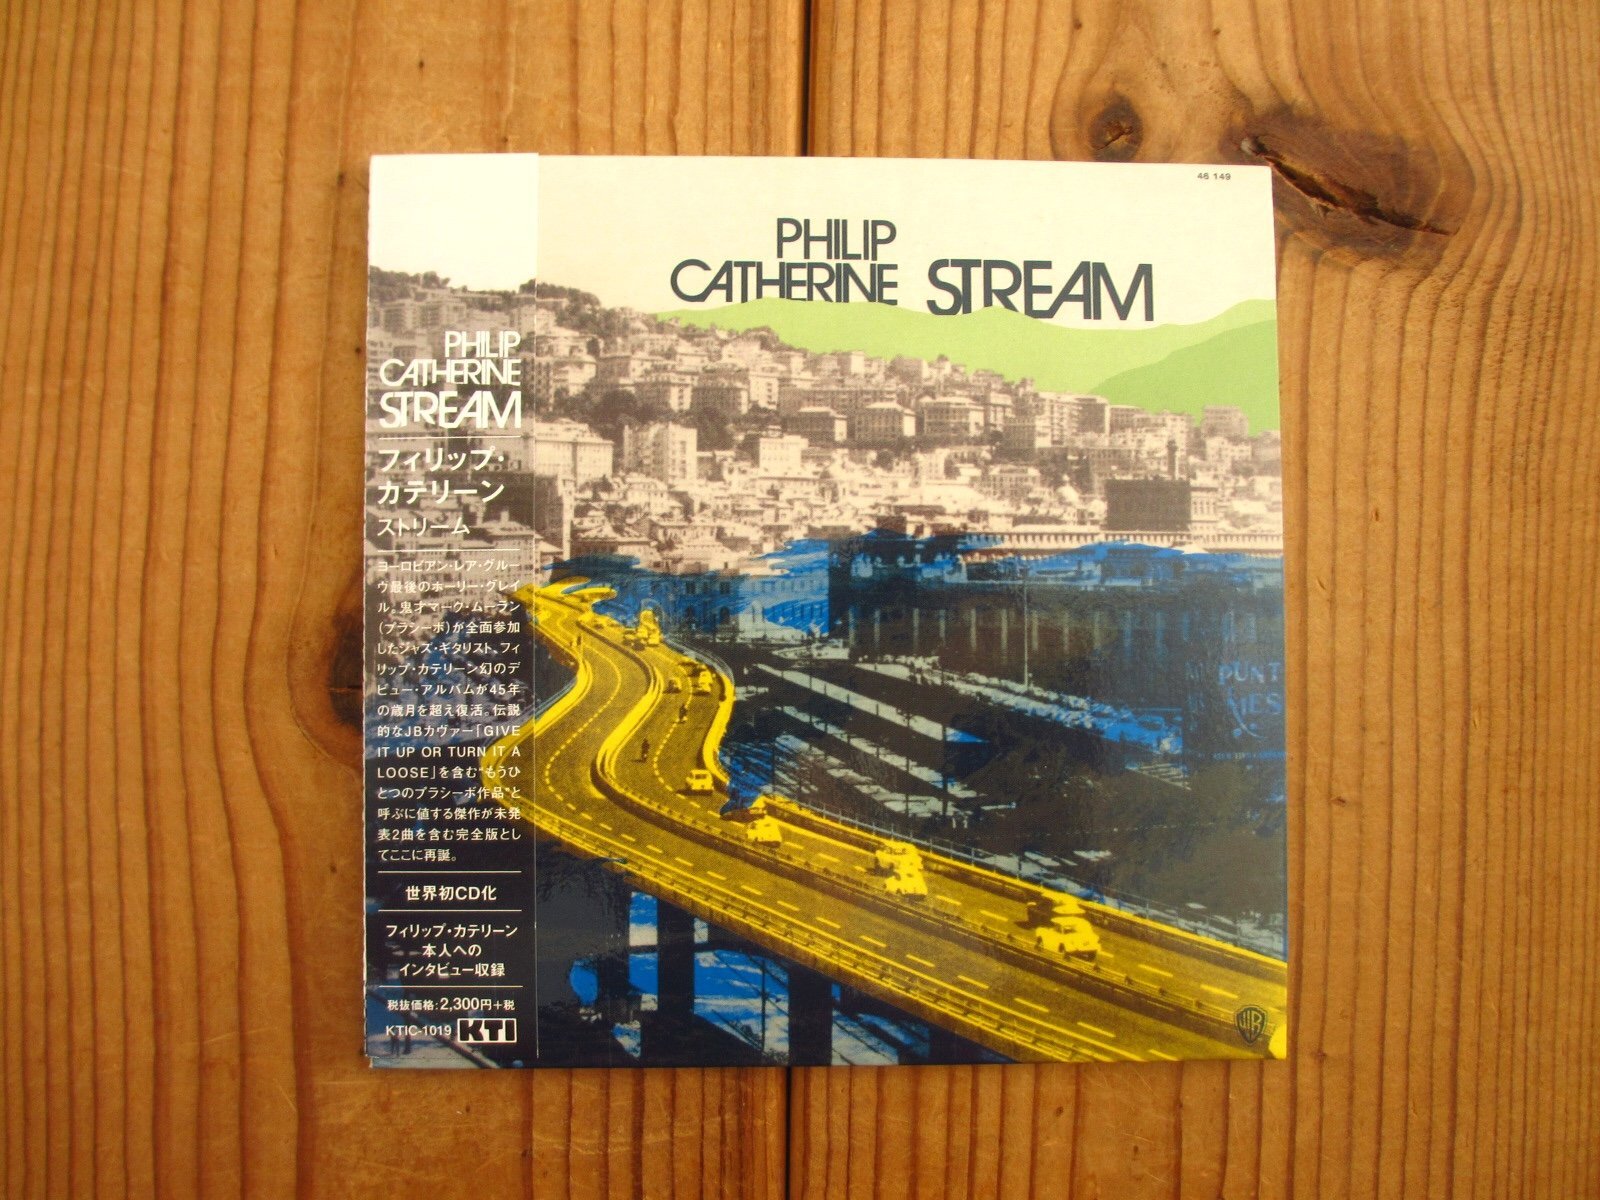 46 149
PHILIP
CATHERINE STREAM
PHILIP
CATHERINE
STREAM
フィリップ・
カテリーン
ストリーム
ヨーロピアン・レア・グルー
ヴ最後のホーリー・グレイ
ル。鬼才マーク・ムーラン
(プラシーボ)が全面参加
したジャズ・ギタリスト、フィ
リップ・カテリーン幻のデ
ビュー・アルバムが45年
の歳月を超え復活。伝説
的なJBカヴァー「GIVE
IT UP OR TURN IT A
LOOSE」を含む"もうひ
とつのプラシーボ作品"と
呼ぶに値する傑作が未発
表2曲を含む完全版とし
てここに再誕。
世界初CD化
フィリップ・カテリーン
本人への
インタビュー収録
税抜価格:2,300円+税
KTIC-1019 KTI
PUNT